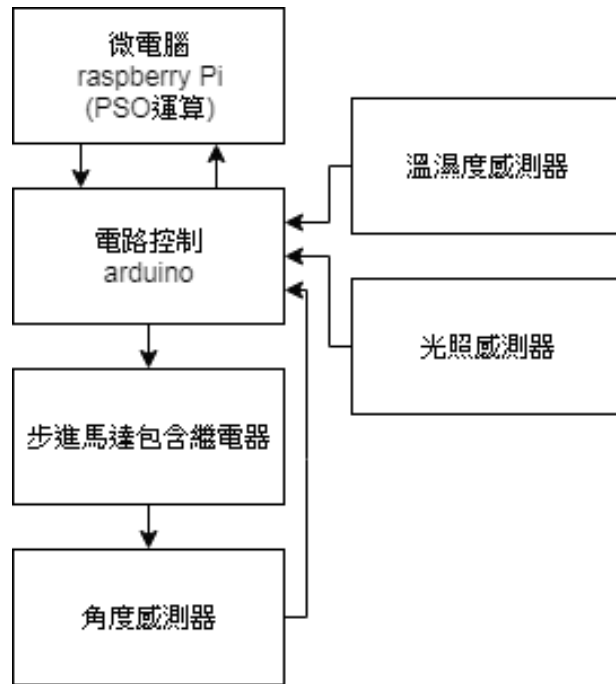 微電腦
raspberry Pi
(PSO運算)
溫濕度感測器
電路控制
arduino
光照感測器
步進馬達包含繼電器
角度感測器